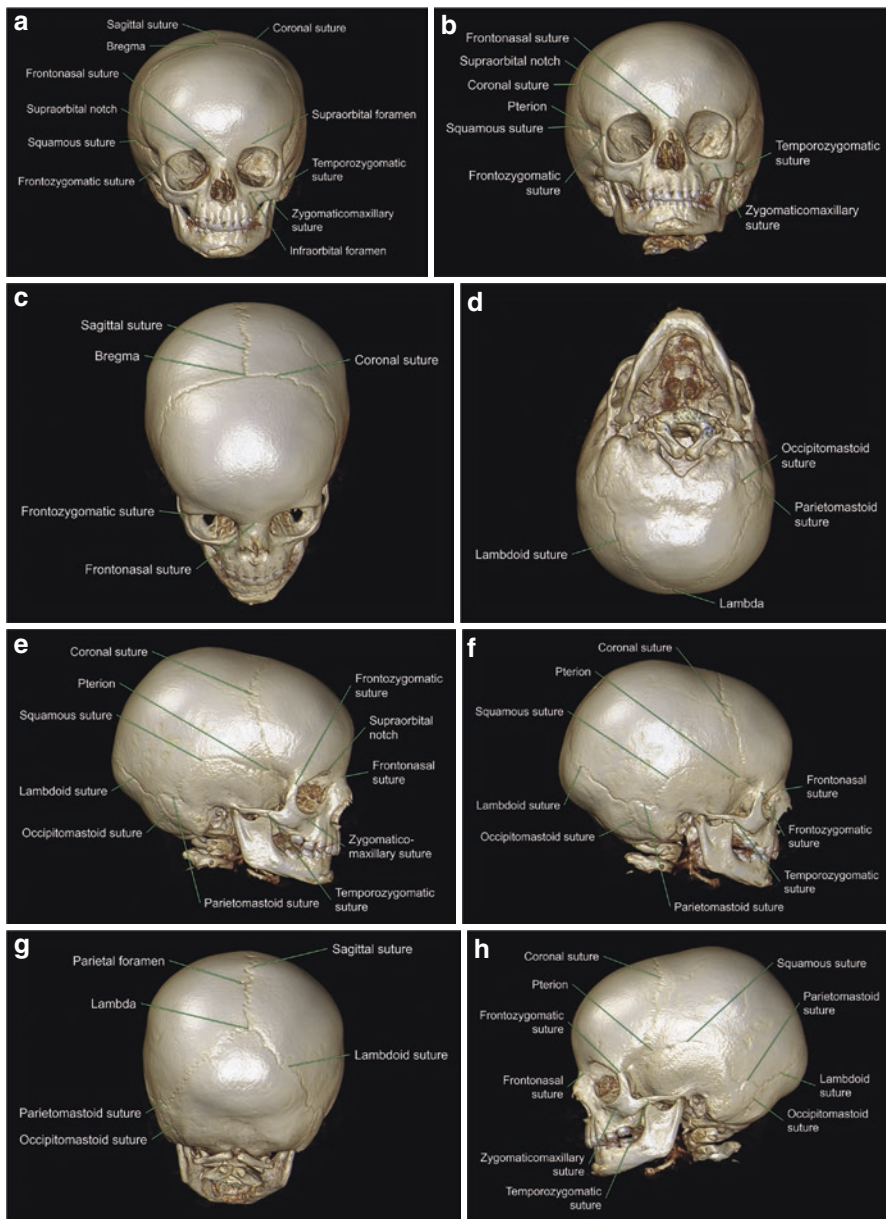 a
Sagittal suture
Coronal suture
Bregma
Frontonasal suture
Supraorbital notch
Supraorbital foramen
Squamous suture
Temporozygomatic
suture
Frontozygomatic suture
Zygomaticomaxillary
suture
Infraorbital foramen
b
Frontonasal suture
Supraorbital notch
Coronal suture
Pterion
Squamous suture
Temporozygomatic
suture
Frontozygomatic
suture
Zygomaticomaxillary
suture
c
Sagittal suture
Bregma
Coronal suture
Frontozygomatic suture
Frontonasal suture
d
Occipitomastoid
suture
Parietomastoid
suture
Lambdoid suture
Lambda
e
Coronal suture
Pterion
Frontozygomatic
suture
Squamous suture
Supraorbital
notch
Frontonasal
suture
Lambdoid suture
Occipitomastoid suture
Zygomatico-
maxillary suture
Parietomastoid suture
Temporozygomatic
suture
f
Coronal suture
Pterion
Squamous suture
Frontonasal
suture
Lambdoid suture
Occipitomastoid suture
Frontozygomatic
suture
Temporozygomatic
suture
Parietomastoid suture
g
Sagittal suture
Parietal foramen
Lambda
Lambdoid suture
Parietomastoid suture
Occipitomastoid suture
h
Coronal suture
Squamous suture
Pterion
Parietomastoid
suture
Frontozygomatic
suture
Frontonasal
suture
Lambdoid
suture
Occipitomastoid
suture
Zygomaticomaxillary
suture
Temporozygomatic
suture